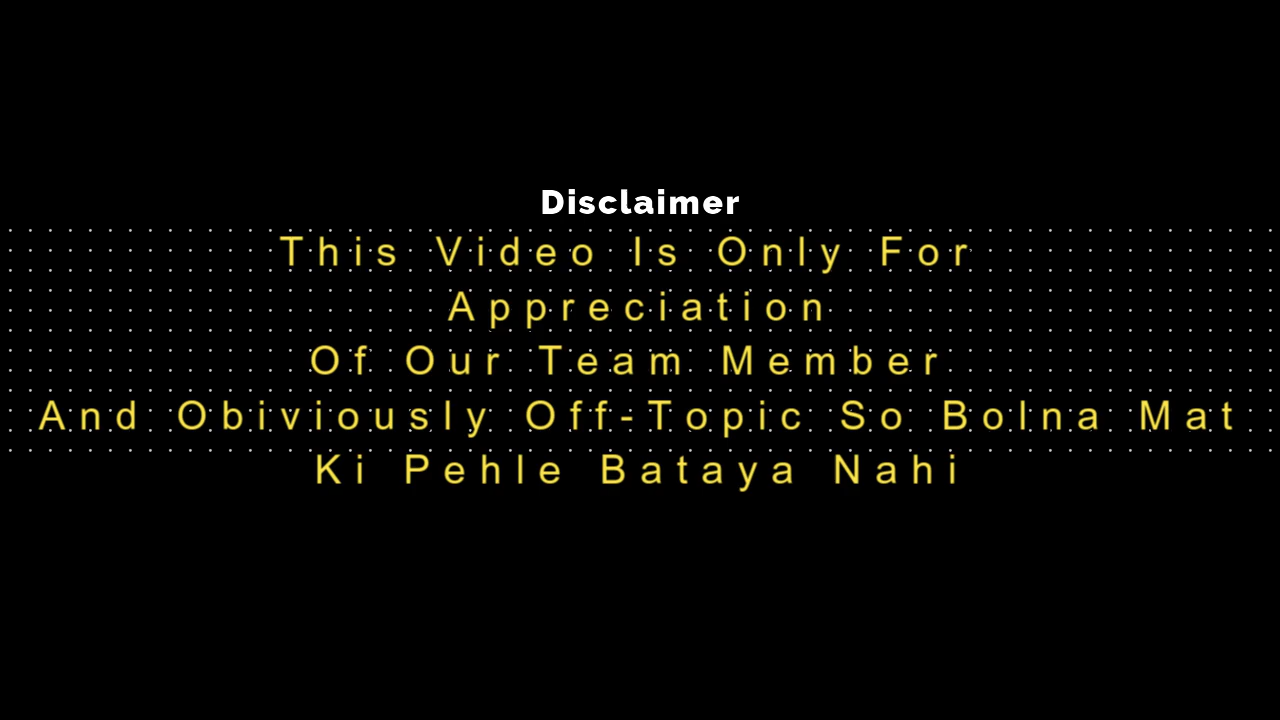 Disclaimer
This Video Is Only For
Appreciation
Of Our Team Member
And Obiviously Off-Topic So Bolna Mat
Ki Pehle Bataya Nahi